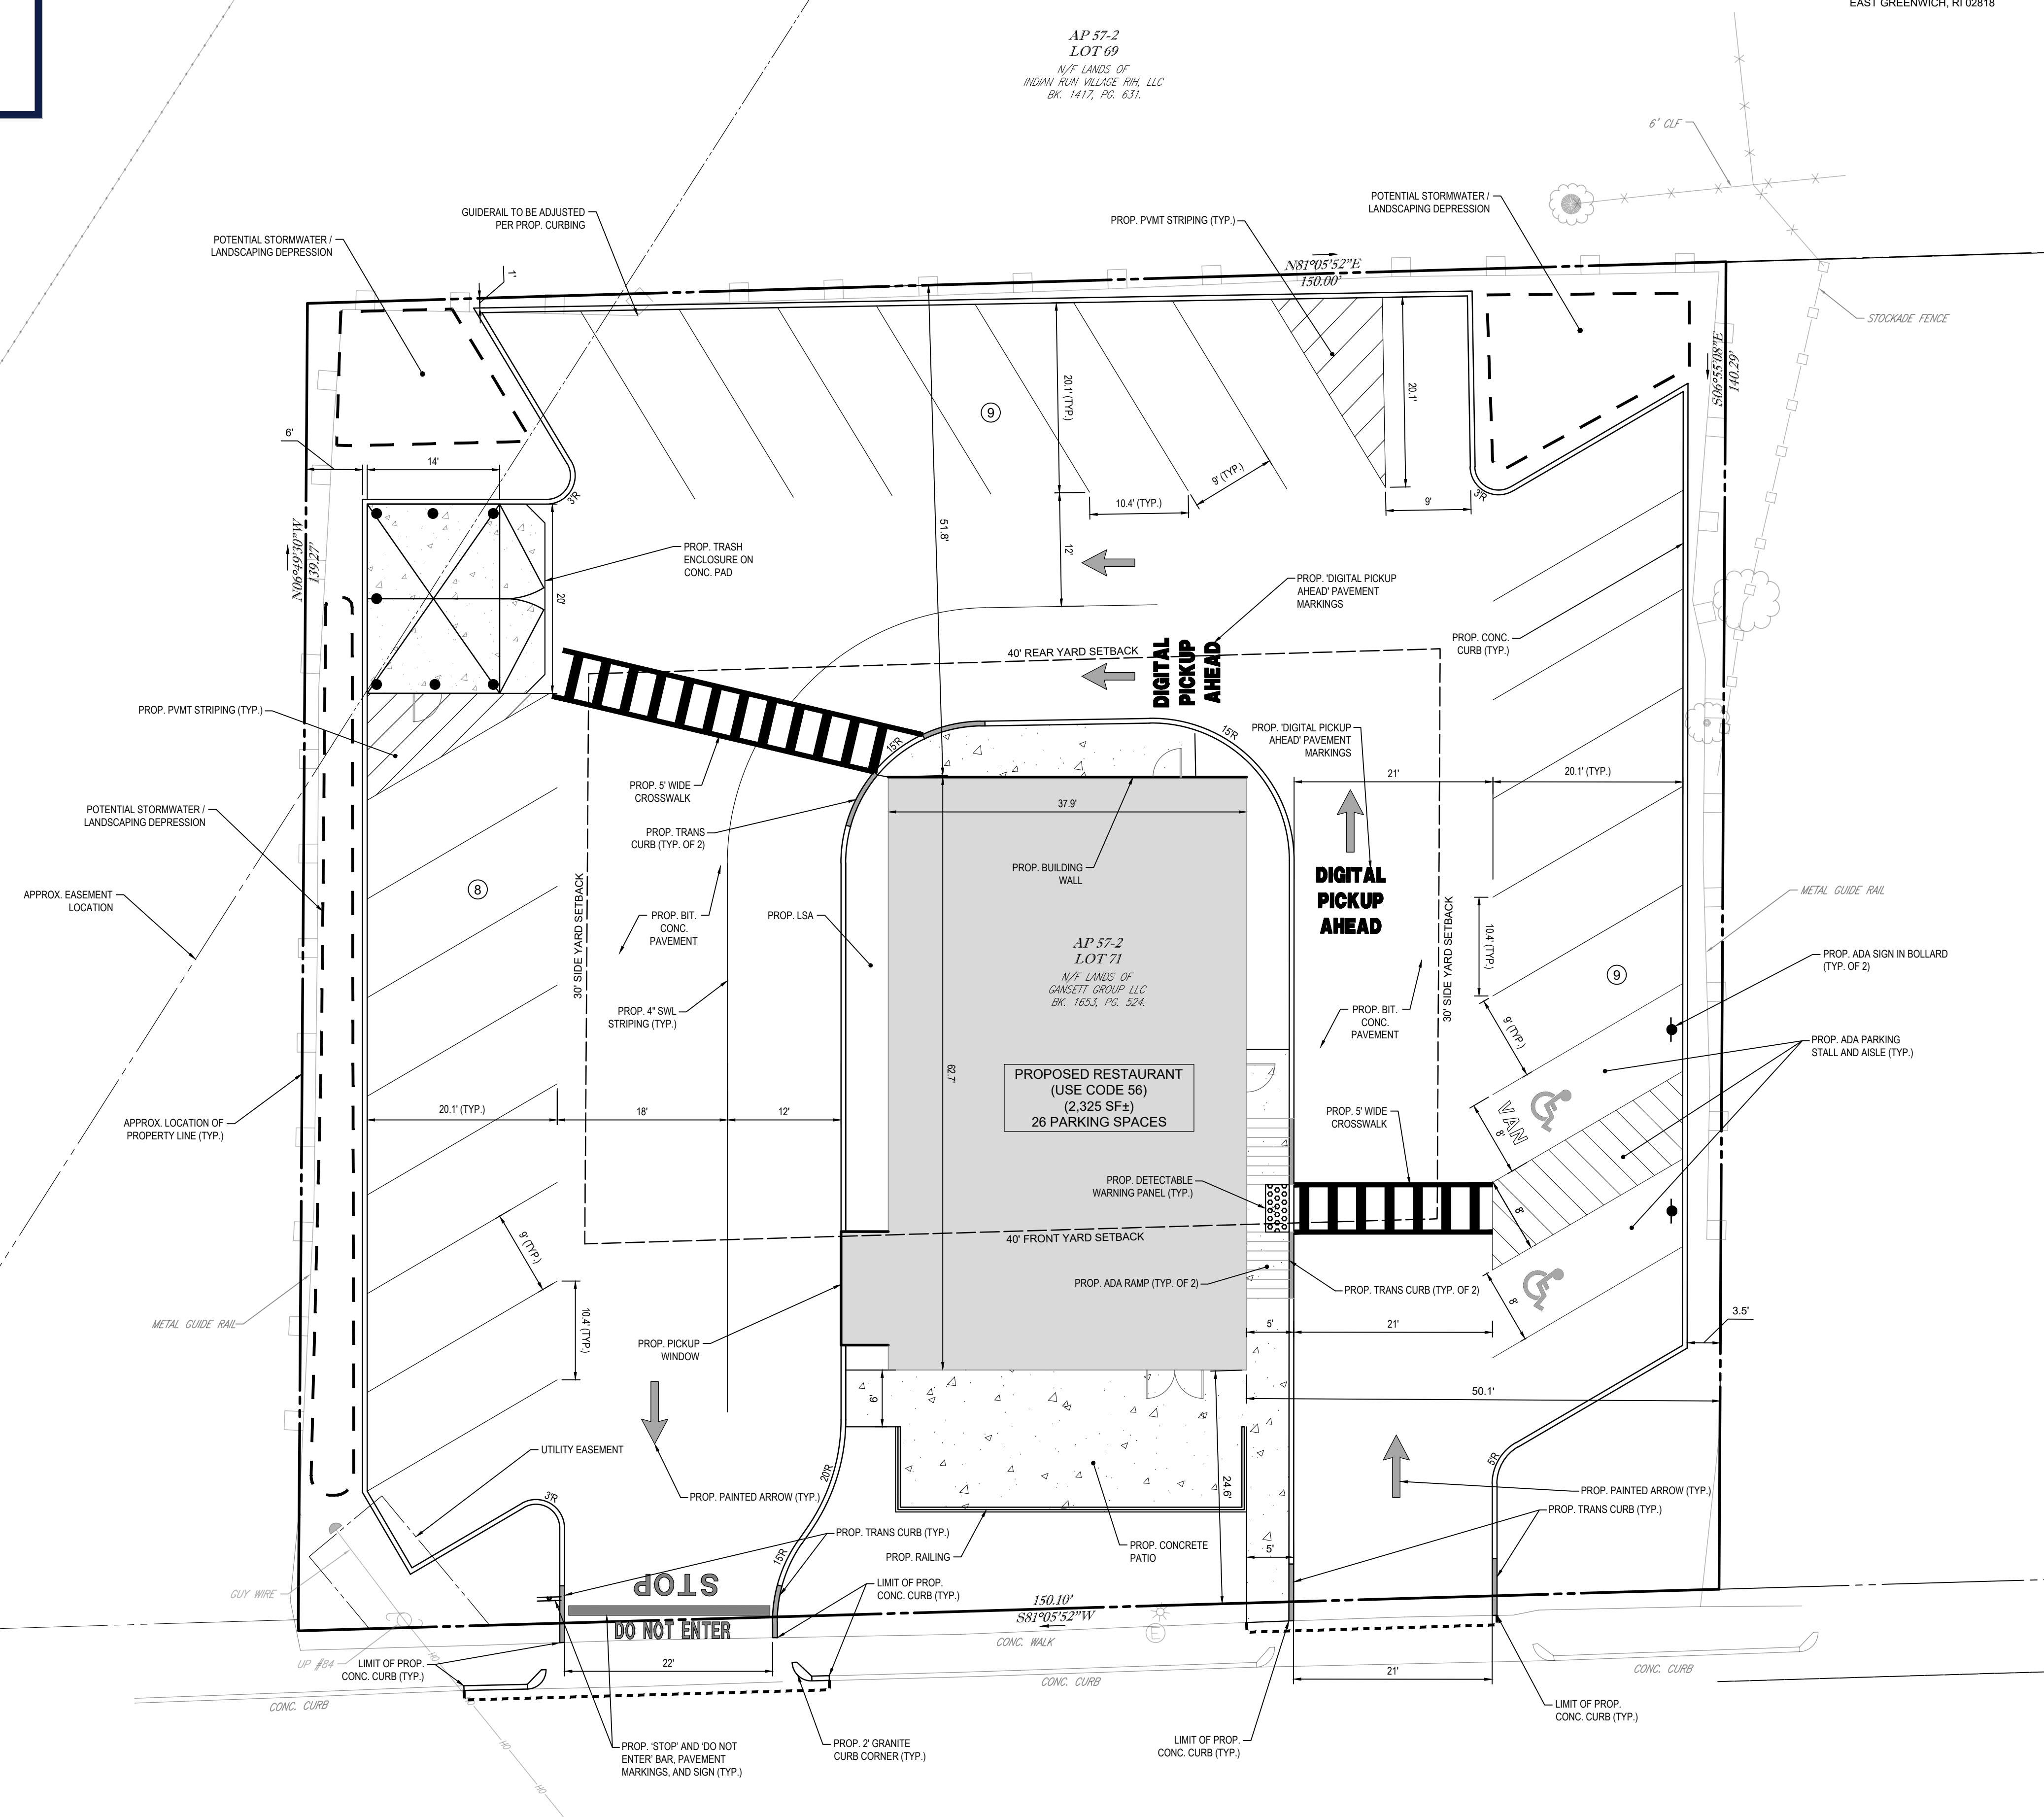 EAST GREENWICH, RI 02818
AP 57-2
LOT 69
N/F LANDS OF
INDIAN RUN VILLAGE RIH, LLC
BK. 1417, PG. 631.
6' CLF
POTENTIAL STORMWATER /
LANDSCAPING DEPRESSION
GUIDERAIL TO BE ADJUSTED
PER PROP. CURBING
PROP. PVMT STRIPING (TYP.)
POTENTIAL STORMWATER /
LANDSCAPING DEPRESSION
1'
N81°05'52"E
150.00'
STOCKADE FENCE
S06°55'08"E
140.29'
6'
14'
3'R
20.1' (TYP.)
9
20.1'
9' (TYP.)
10.4' (TYP.)
9'
3'R
51.8'
12'
N06°49'30"W
139.27'
PROP. TRASH
ENCLOSURE ON
CONC. PAD
20'
PROP. 'DIGITAL PICKUP
AHEAD' PAVEMENT
MARKINGS
PROP. CONC.
CURB (TYP.)
40' REAR YARD SETBACK
DIGITAL
PICKUP
AHEAD
PROP. PVMT STRIPING (TYP.)
15'R
15'R
PROP. 'DIGITAL PICKUP
AHEAD' PAVEMENT
MARKINGS
PROP. 5' WIDE
CROSSWALK
21'
20.1' (TYP.)
37.9'
POTENTIAL STORMWATER /
LANDSCAPING DEPRESSION
PROP. TRANS
CURB (TYP. OF 2)
PROP. BUILDING
WALL
DIGITAL
PICKUP
AHEAD
8
APPROX. EASEMENT
LOCATION
30' SIDE YARD SETBACK
PROP. BIT.
CONC.
PAVEMENT
PROP. LSA
30' SIDE YARD SETBACK
METAL GUIDE RAIL
10.4' (TYP.)
AP 57-2
LOT 71
N/F LANDS OF
GANSETT GROUP LLC
BK. 1653, PG. 524.
9
PROP. ADA SIGN IN BOLLARD
(TYP. OF 2)
PROP. 4" SWL
STRIPING (TYP.)
PROP. BIT.
CONC.
PAVEMENT
9' (TYP.)
PROP. ADA PARKING
STALL AND AISLE (TYP.)
62.7'
PROPOSED RESTAURANT
(USE CODE 56)
(2,325 SF±)
26 PARKING SPACES
APPROX. LOCATION OF
PROPERTY LINE (TYP.)
20.1' (TYP.)
18'
12'
PROP. 5' WIDE
CROSSWALK
VAN
8'
PROP. DETECTABLE
WARNING PANEL (TYP.)
8'
9' (TYP.)
40' FRONT YARD SETBACK
PROP. ADA RAMP (TYP. OF 2)
PROP. TRANS CURB (TYP. OF 2)
8'
METAL GUIDE RAIL
10.4' (TYP.)
PROP. PICKUP
WINDOW
5'
21'
3.5'
50.1'
6'
UTILITY EASEMENT
20'R
24.6'
5'R
PROP. PAINTED ARROW (TYP.)
PROP. PAINTED ARROW (TYP.)
3'R
PROP. TRANS CURB (TYP.)
PROP. TRANS CURB (TYP.)
PROP. RAILING
PROP. CONCRETE
PATIO
15'R
5'
GUY WIRE
STOP
LIMIT OF PROP.
CONC. CURB (TYP.)
150.10'
S81°05'52"W
DO NOT ENTER
E
CONC. WALK
UP #84
LIMIT OF PROP.
CONC. CURB (TYP.)
22'
21'
CONC. CURB
CONC. CURB
CONC. CURB
LIMIT OF PROP.
CONC. CURB (TYP.)
PROP. 'STOP' AND 'DO NOT
ENTER' BAR, PAVEMENT
MARKINGS, AND SIGN (TYP.)
PROP. 2' GRANITE
CURB CORNER (TYP.)
LIMIT OF PROP.
CONC. CURB (TYP.)
OH
OH
OH